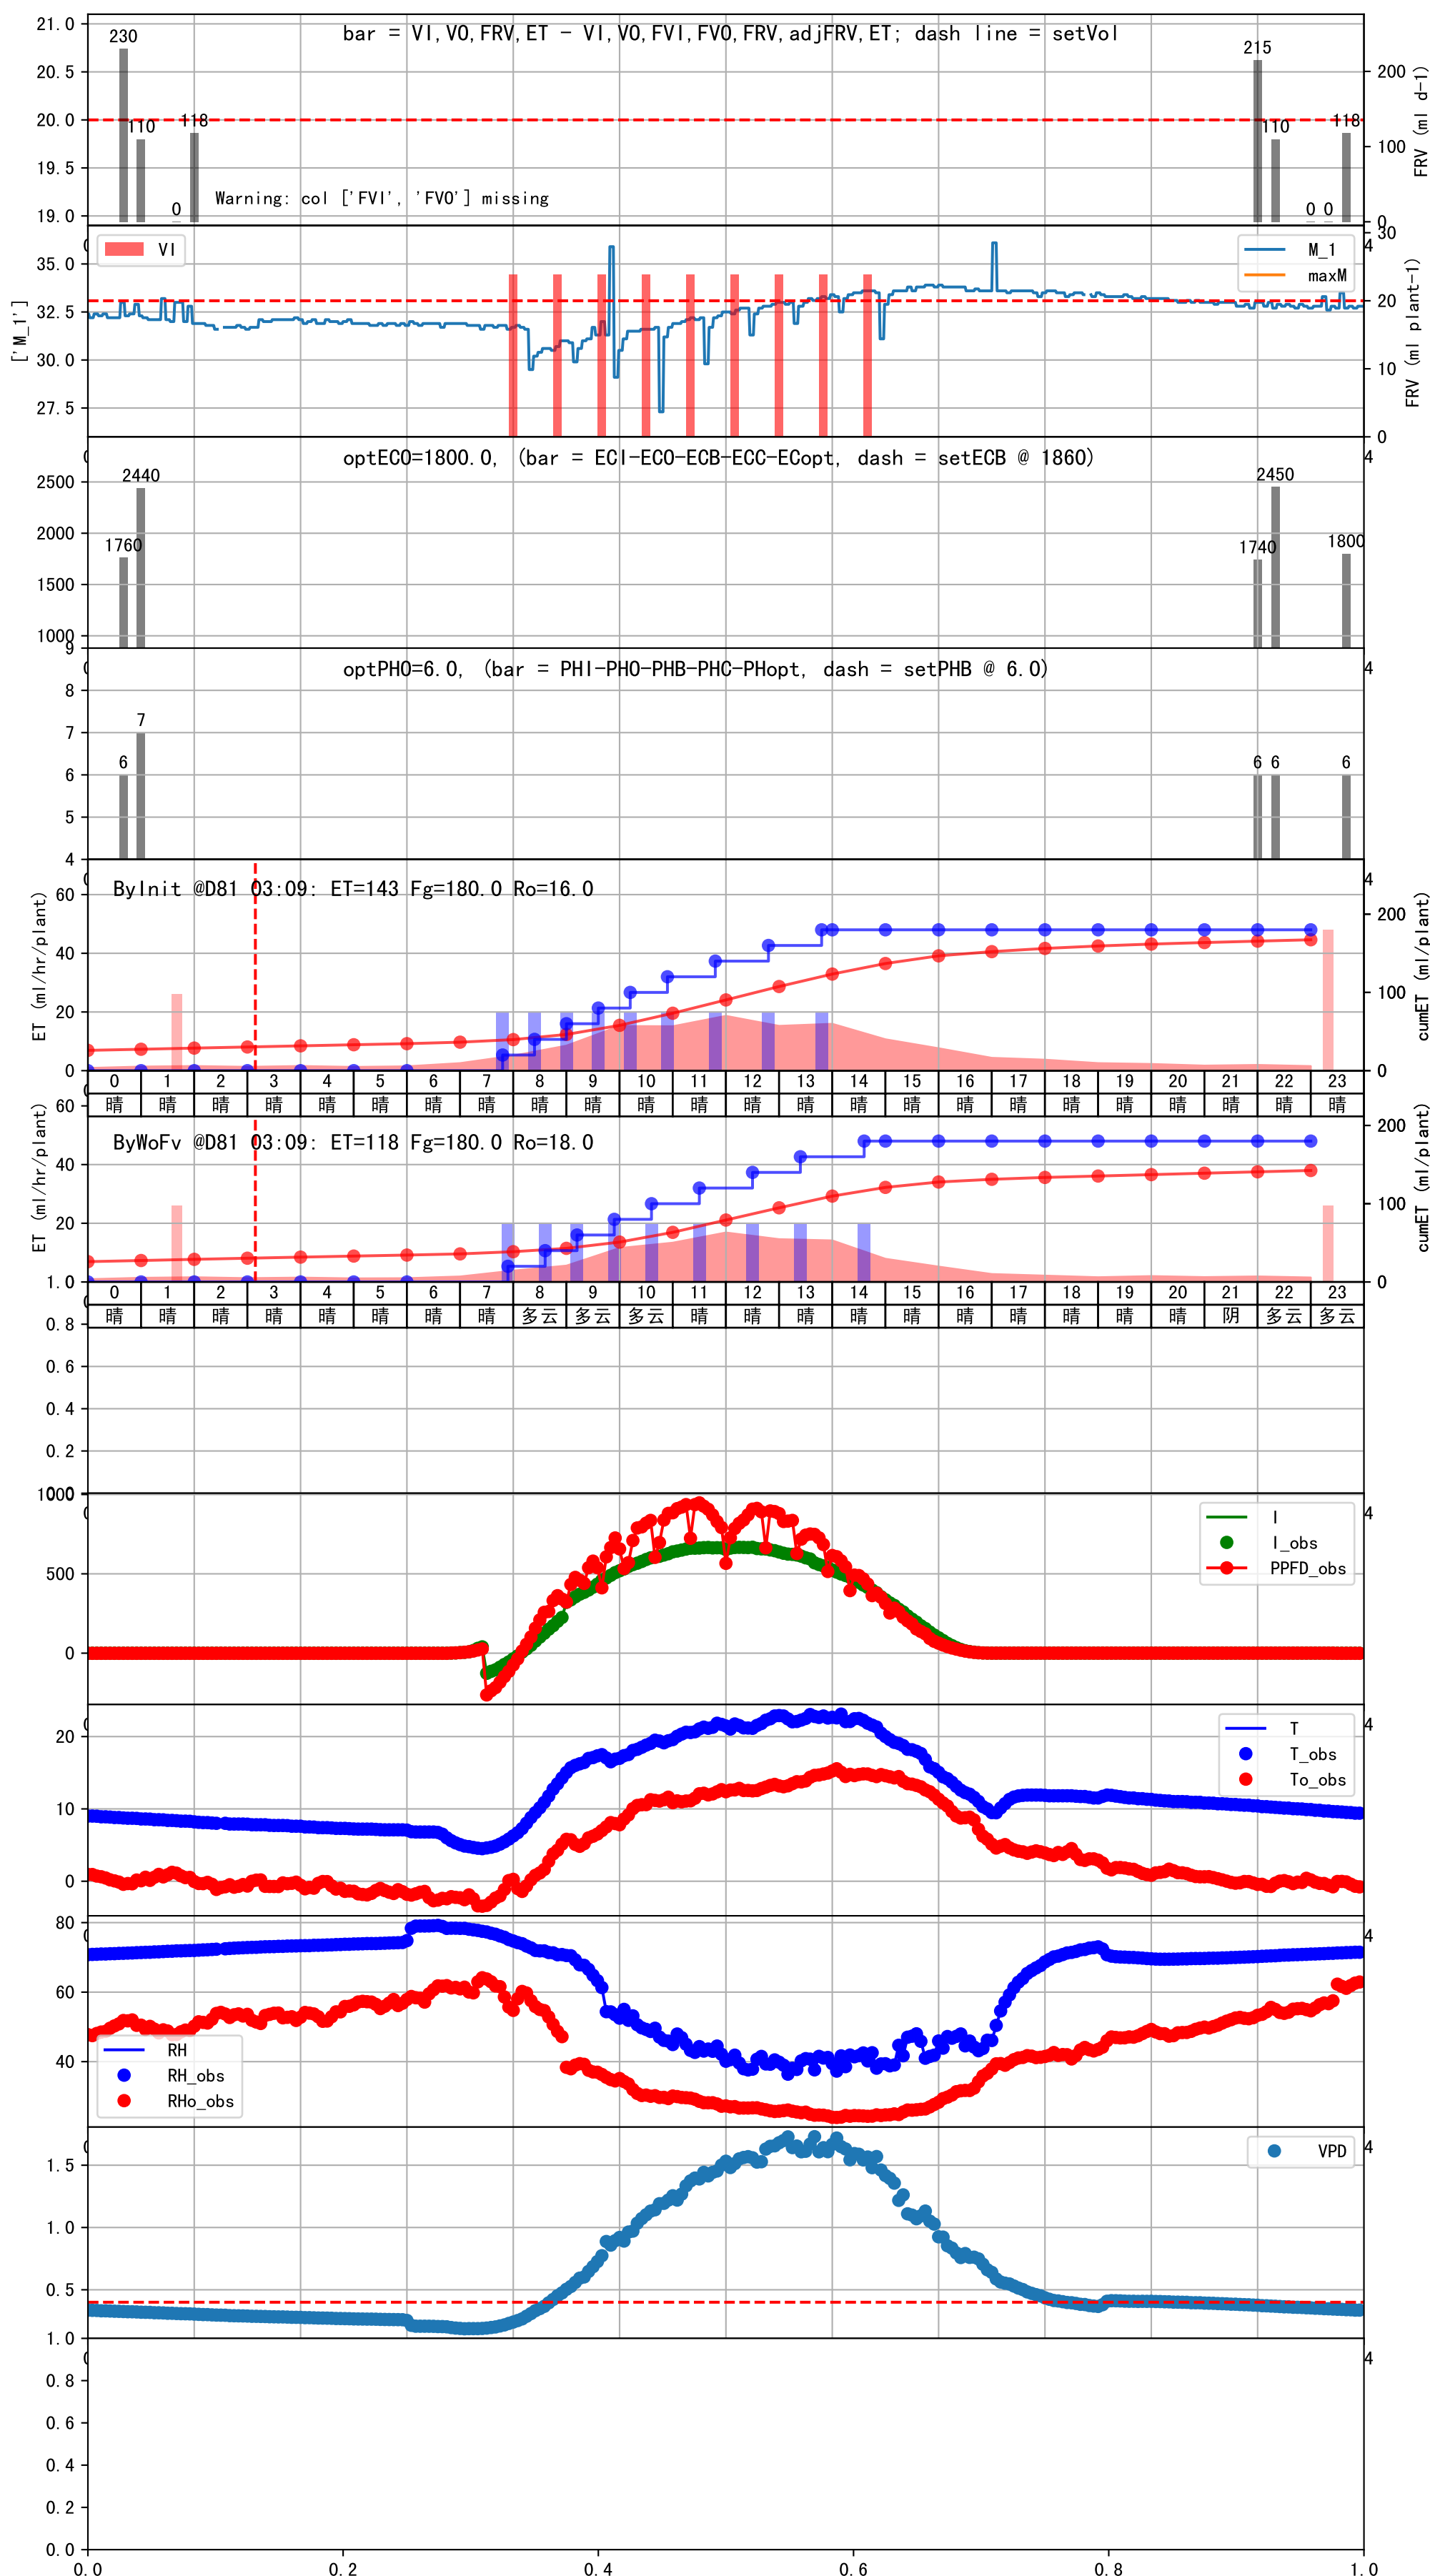 bar = VI,VO,FRV,ET - VI,VO,FVI,FVO,FRV,adjFRV,ET; dash line = setVol
21.0
20.5
20.0
19.5
19.0
230
110
0
118
215
110
0 0
118
Warning: col ['FVI', 'FVO'] missing
200
100
0
FRV (ml d-1)
VI
M_1
maxM
35.0
32.5
30.0
27.5
['M_1']
30
20
10
0
FRV (ml plant-1)
4
optECO=1800.0, (bar = ECI-ECO-ECB-ECC-ECopt, dash = setECB @ 1860)
2500
2000
1500
1000
1760
2440
1740
2450
1800
4
optPHO=6.0, (bar = PHI-PHO-PHB-PHC-PHopt, dash = setPHB @ 6.0)
9
8
7
6
5
4
6
7
6 6
6
4
ByInit @D81 03:09: ET=143 Fg=180.0 Ro=16.0
60
40
20
0
ET (ml/hr/plant)
200
100
0
cumET (ml/plant)
4
0 1 2 3 4 5 6 7 8 9 10 11 12 13 14 15 16 17 18 19 20 21 22 23
晴 晴 晴 晴 晴 晴 晴 晴 晴 晴 晴 晴 晴 晴 晴 晴 晴 晴 晴 晴 晴 晴 晴 晴
ByWoFv @D81 03:09: ET=118 Fg=180.0 Ro=18.0
60
40
20
ET (ml/hr/plant)
200
100
0
cumET (ml/plant)
0 1 2 3 4 5 6 7 8 9 10 11 12 13 14 15 16 17 18 19 20 21 22 23
晴 晴 晴 晴 晴 晴 晴 晴 多云 多云 多云 晴 晴 晴 晴 晴 晴 晴 晴 晴 晴 阴 多云 多云
1.0
0.8
0.6
0.4
0.2
1000
500
0
I
I_obs
PPFD_obs
4
20
10
0
T
T_obs
To_obs
4
80
60
40
RH
RH_obs
RHo_obs
4
1.5
1.0
0.5
VPD
4
1.0
0.8
0.6
0.4
0.2
0.0
4
0.0 0.2 0.4 0.6 0.8 1.0